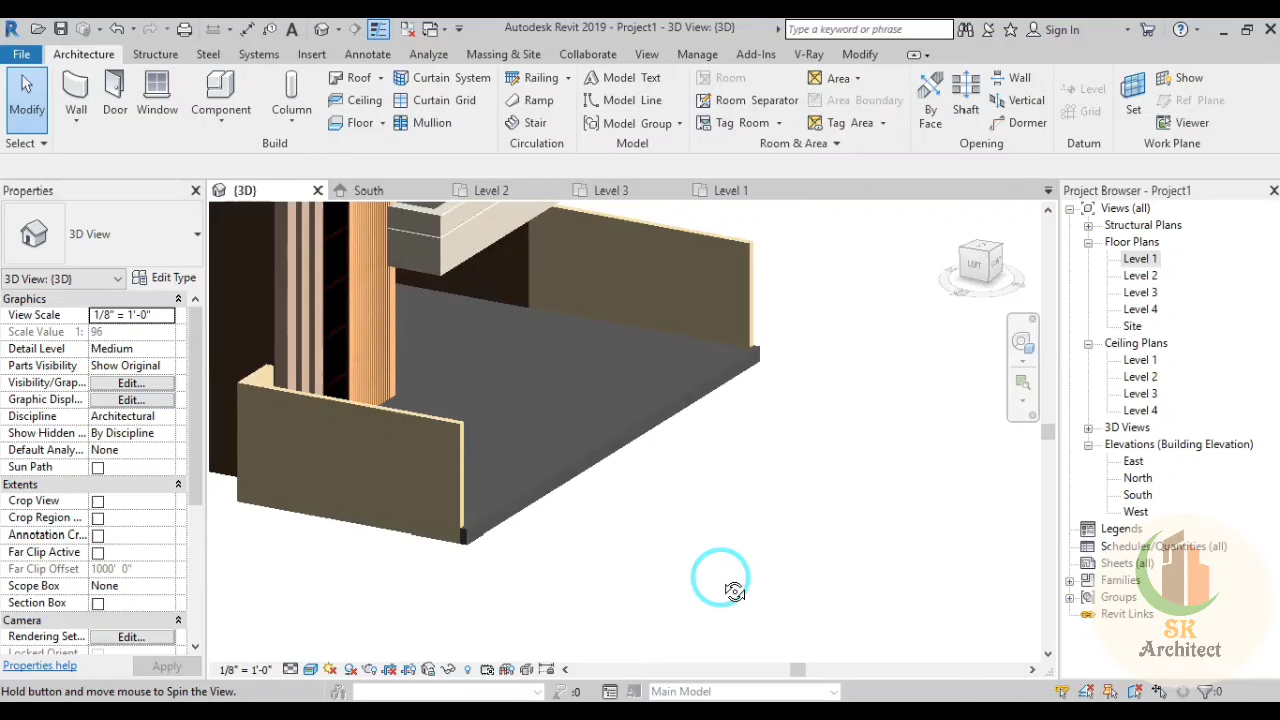 Autodesk Revit 2019 - Project1 - 3D View: {3D}
Type a keyword or phrase
Sign In
File Architecture Structure Steel Systems Insert Annotate Analyze Massing & Site Collaborate View Manage Add-Ins V-Ray Modify
Modify Wall Door Window Component Column
Roof Curtain System Railing Model Text Room Area Wall Level Show
Ceiling Curtain Grid Ramp Model Line Room Separator Area Boundary Vertical Grid Ref Plane
Floor Mullion Stair Model Group Tag Room Tag Area Dormer Viewer
By Face Shaft Set
Select Build Circulation Model Room & Area Opening Datum Work Plane
Properties
{3D} South Level 2 Level 3 Level 1
Project Browser - Project1
3D View
3D View: {3D} Edit Type
Graphics
View Scale 1/8" = 1'-0"
Scale Value 1: 96
Detail Level Medium
Parts Visibility Show Original
Visibility/Grap... Edit...
Graphic Displ... Edit...
Discipline Architectural
Show Hidden ... By Discipline
Default Analy... None
Sun Path
Extents
Crop View
Crop Region ...
Annotation Cr...
Far Clip Active
Far Clip Offset 1000' 0"
Scope Box None
Section Box
Camera
Rendering Set... Edit...
Properties help Apply
LEFT
Views (all)
Structural Plans
Floor Plans
Level 1
Level 2
Level 3
Level 4
Site
Ceiling Plans
Level 1
Level 2
Level 3
Level 4
3D Views
Elevations (Building Elevation)
East
North
South
West
Legends
Schedules/Quantities (all)
Sheets (all)
Families
Groups
Revit Links
SK
Architect
1/8" = 1'-0"
Hold button and move mouse to Spin the View.
:0
Main Model
:0